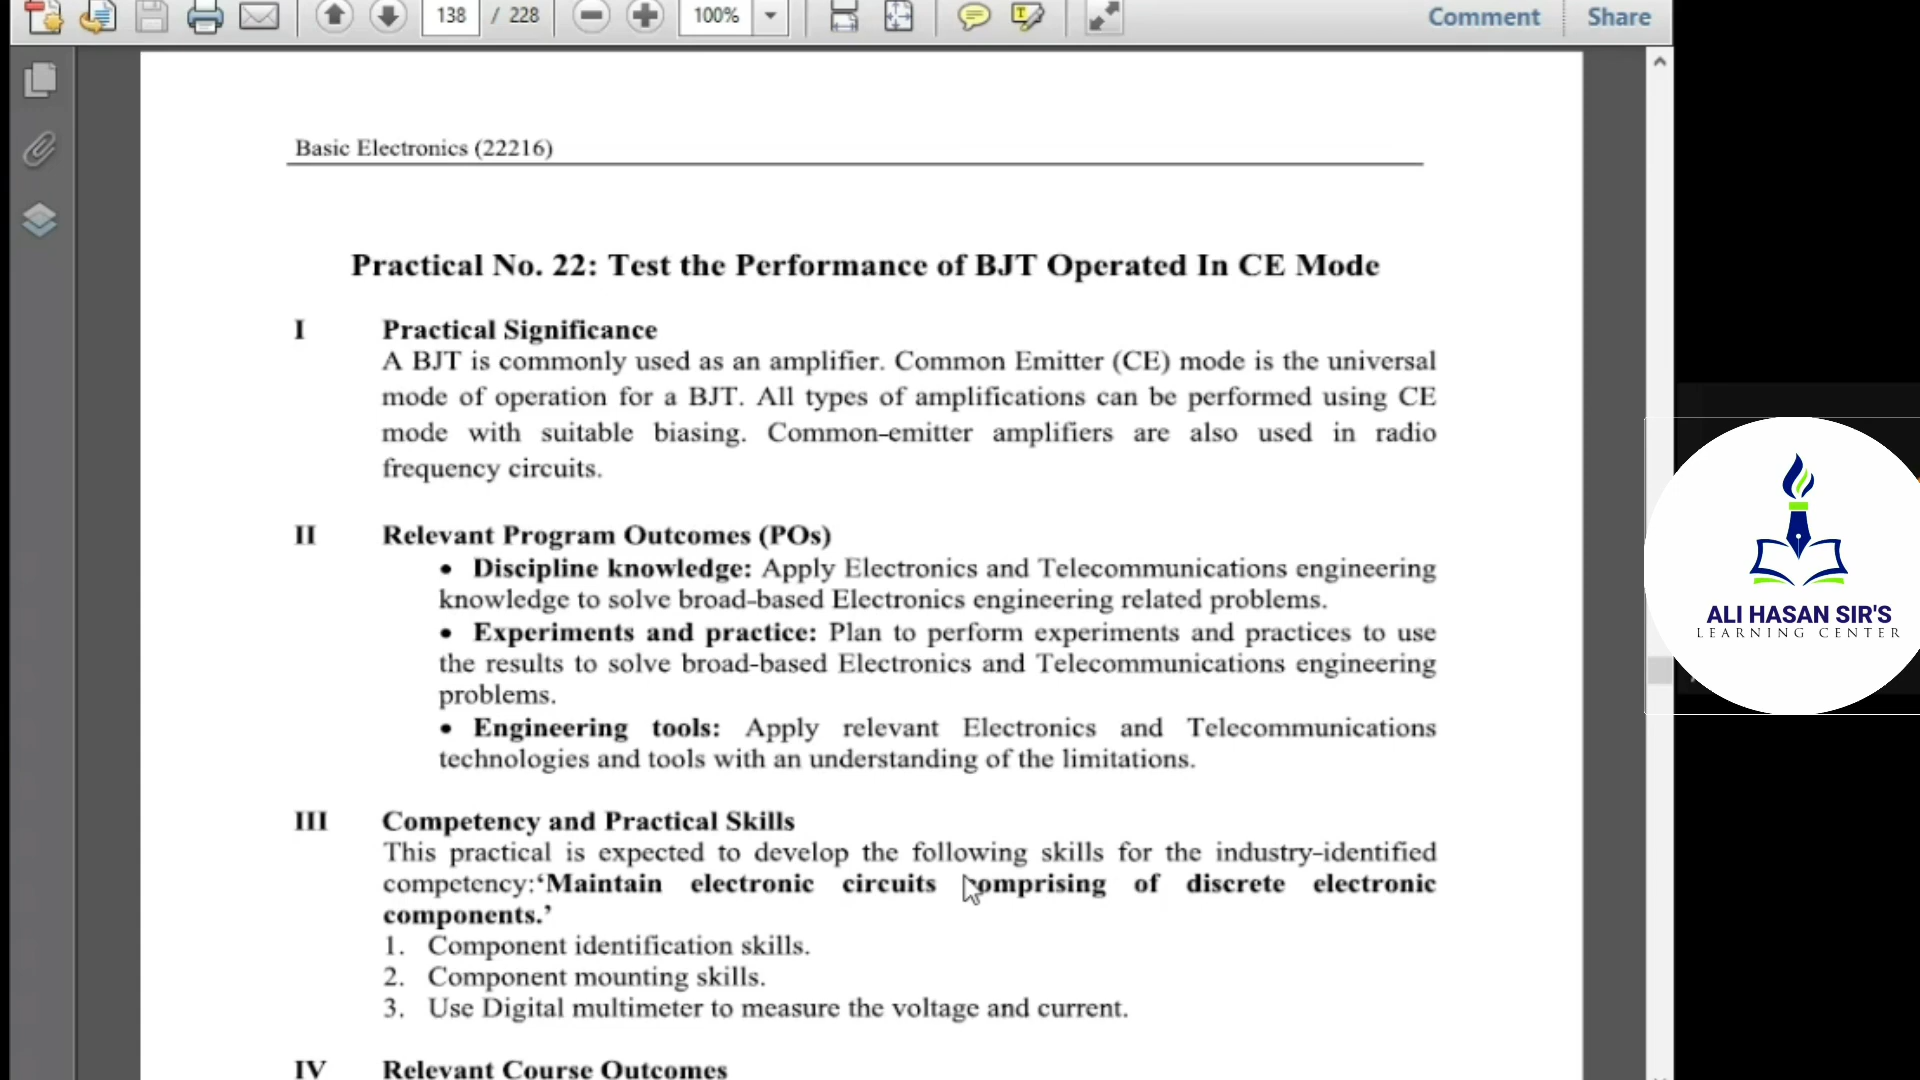 138 / 228 100% Comment Share
Basic Electronics (22216)
Practical No. 22: Test the Performance of BJT Operated In CE Mode
I Practical Significance
A BJT is commonly used as an amplifier. Common Emitter (CE) mode is the universal
mode of operation for a BJT. All types of amplifications can be performed using CE
mode with suitable biasing. Common-emitter amplifiers are also used in radio
frequency circuits.
II Relevant Program Outcomes (POs)
• Discipline knowledge: Apply Electronics and Telecommunications engineering
knowledge to solve broad-based Electronics engineering related problems.
• Experiments and practice: Plan to perform experiments and practices to use
the results to solve broad-based Electronics and Telecommunications engineering
problems.
• Engineering tools: Apply relevant Electronics and Telecommunications
technologies and tools with an understanding of the limitations.
III Competency and Practical Skills
This practical is expected to develop the following skills for the industry-identified
competency:‘Maintain electronic circuits comprising of discrete electronic
components.’
1. Component identification skills.
2. Component mounting skills.
3. Use Digital multimeter to measure the voltage and current.
IV Relevant Course Outcomes
ALI HASAN SIR'S
LEARNING CENTER